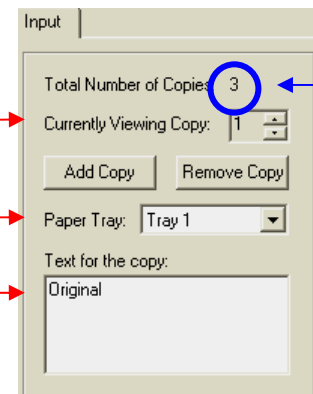 Input
Total Number of Copies: 3
Currently Viewing Copy: 1
Add Copy Remove Copy
Paper Tray: Tray 1
Text for the copy:
Original